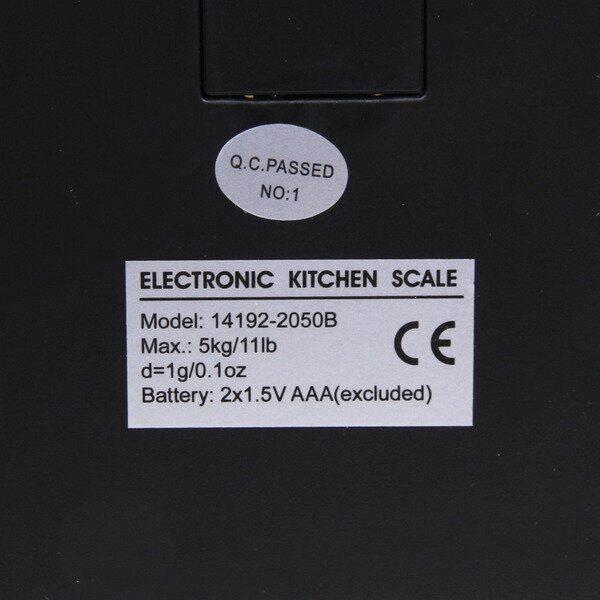 Q.C.PASSED
NO:1
ELECTRONIC KITCHEN SCALE
Model: 14192-2050B
Max.: 5kg/11lb
d=1g/0.1oz
Battery: 2x1.5V AAA(excluded)
CE